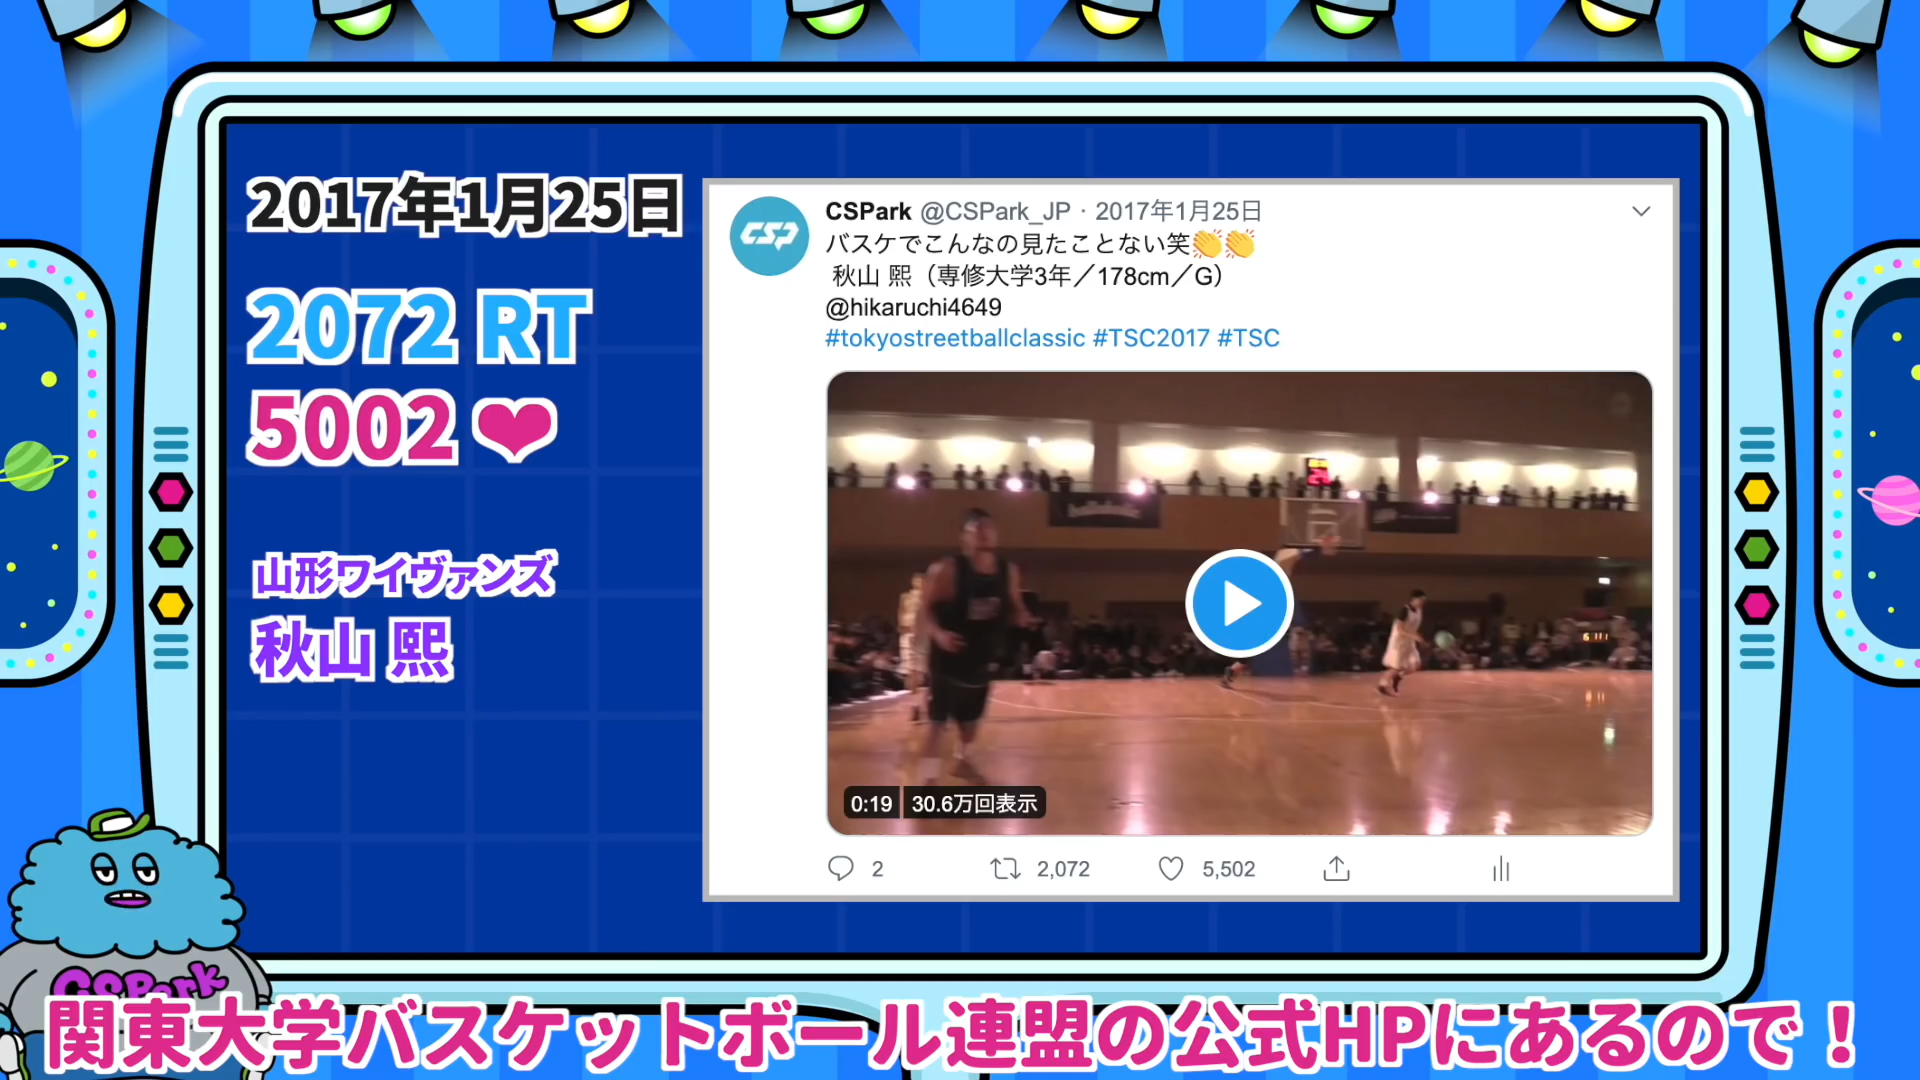 2017年1月25日
2072 RT
5002 ❤
山形ワイヴァンズ
秋山 熙
CSP
CSPark @CSPark_JP · 2017年1月25日
バスケでこんなの見たことない笑👏👏
秋山 熙（専修大学3年／178cm／G）
@hikaruchi4649
#tokyostreetballclassic #TSC2017 #TSC
0:19 30.6万回表示
2 2,072 5,502
CSPark
関東大学バスケットボール連盟の公式HPにあるので！